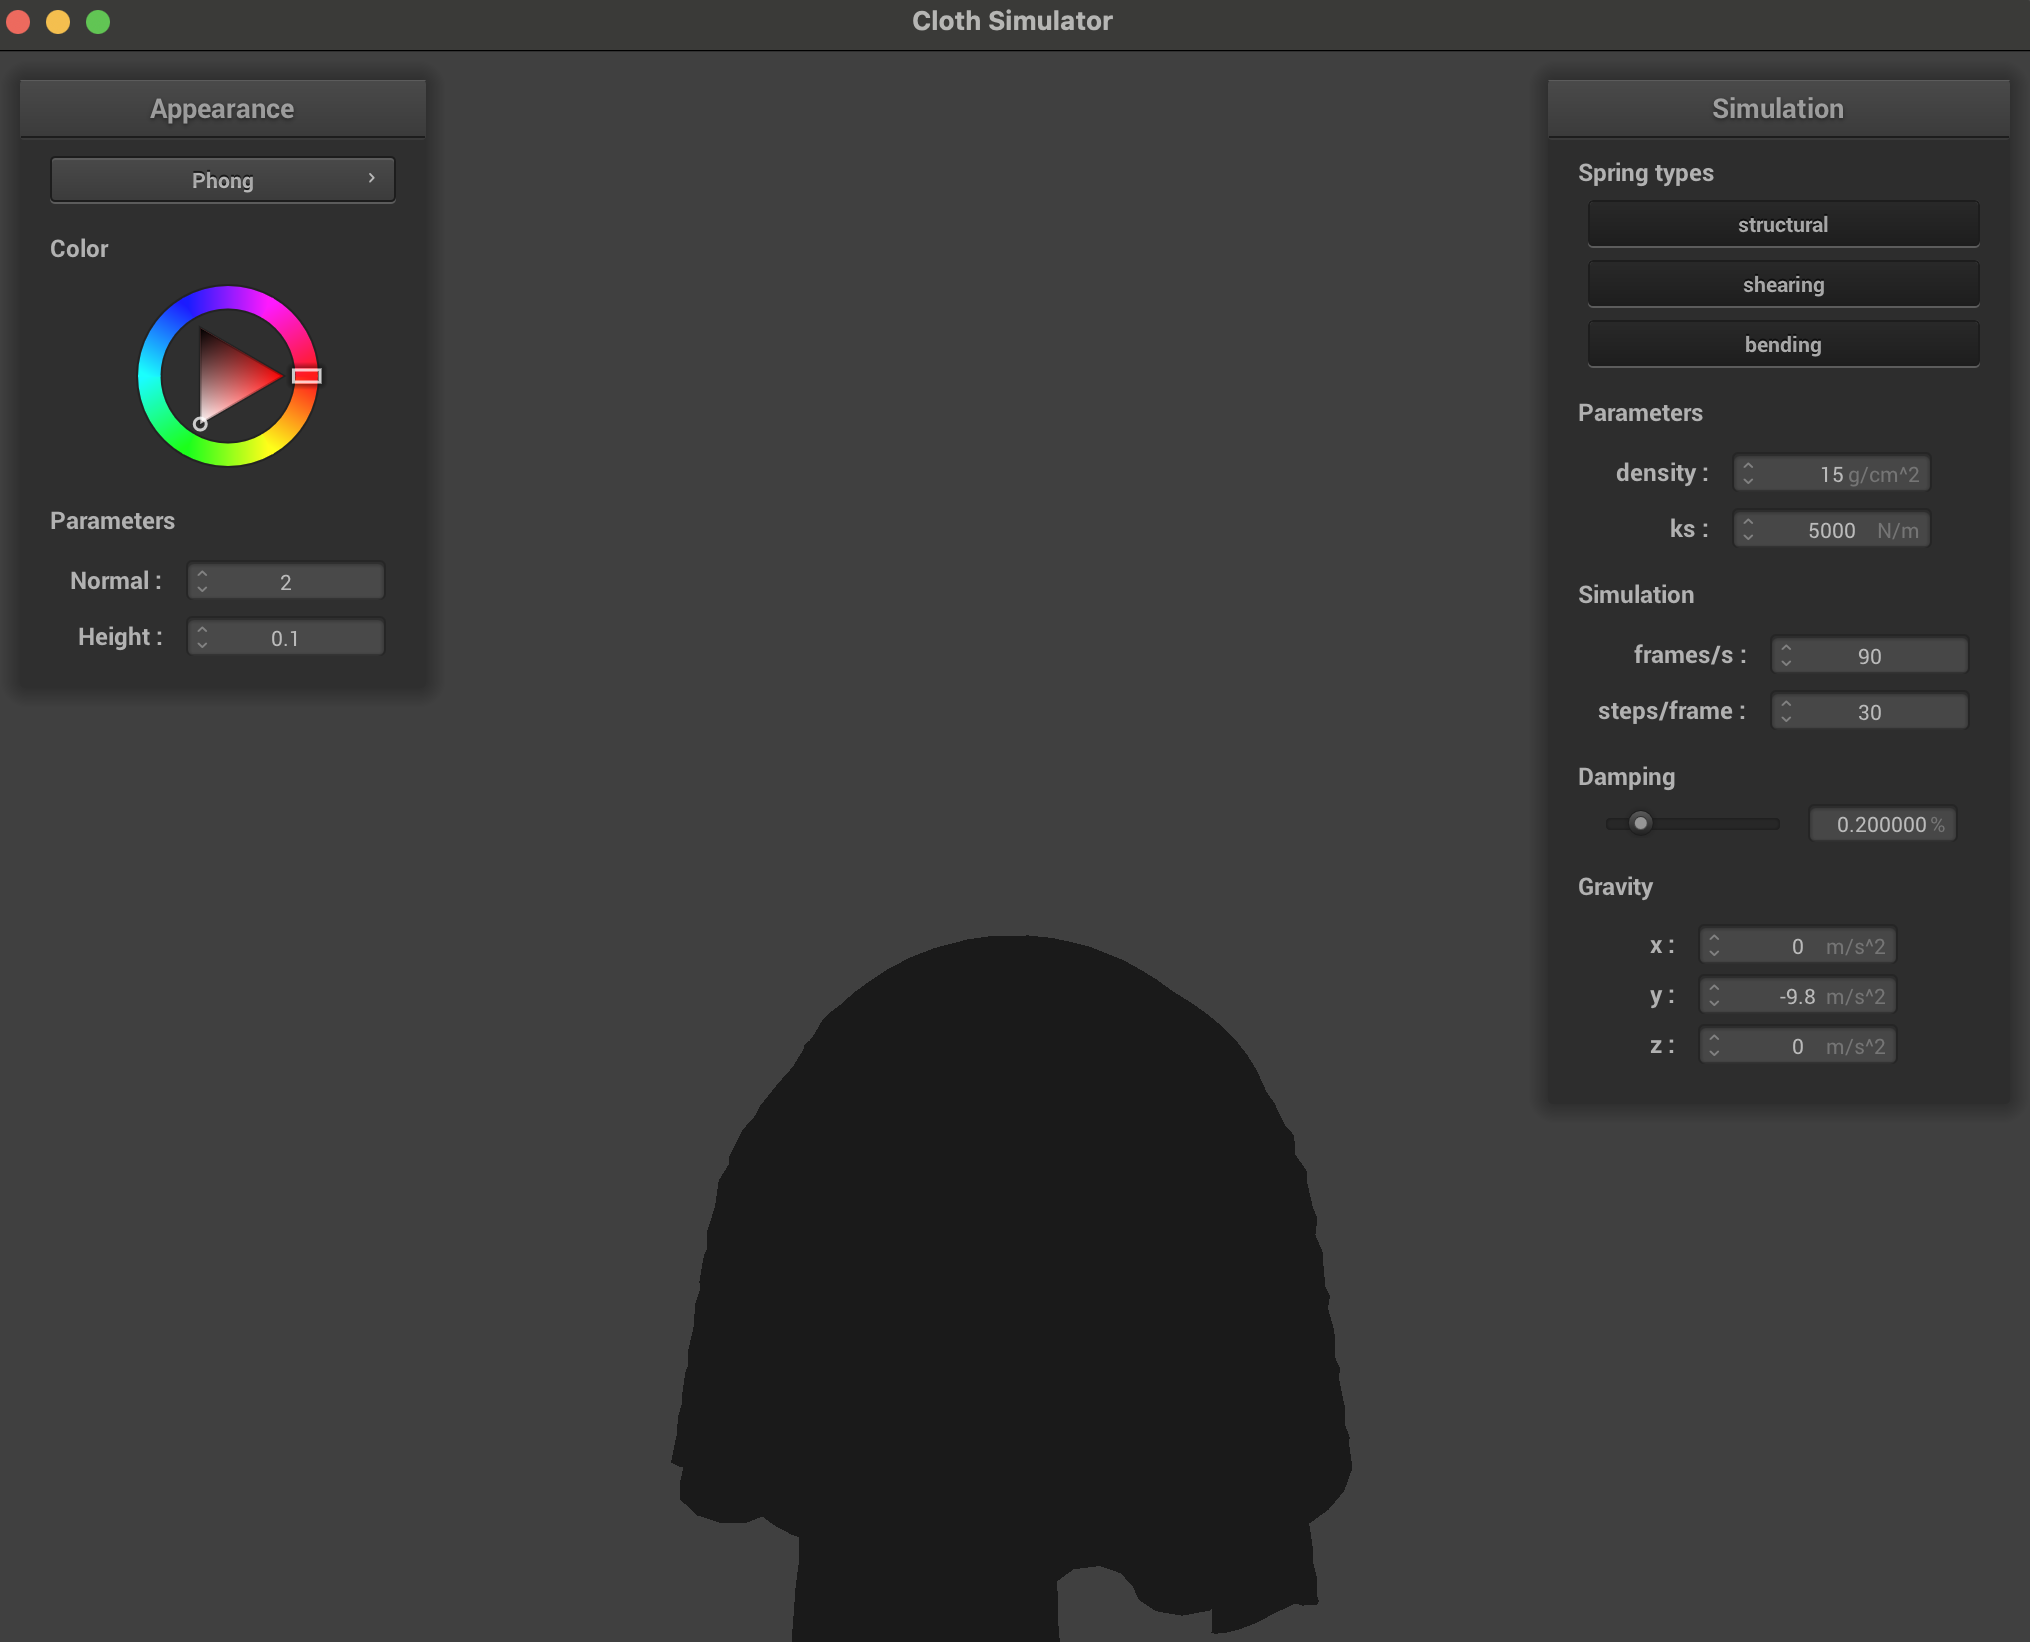 Cloth Simulator
Appearance
Phong
Color
Parameters
Normal : 2
Height : 0.1
Simulation
Spring types
structural
shearing
bending
Parameters
density : 15 g/cm^2
ks : 5000 N/m
Simulation
frames/s : 90
steps/frame : 30
Damping
0.200000 %
Gravity
x : 0 m/s^2
y : -9.8 m/s^2
z : 0 m/s^2